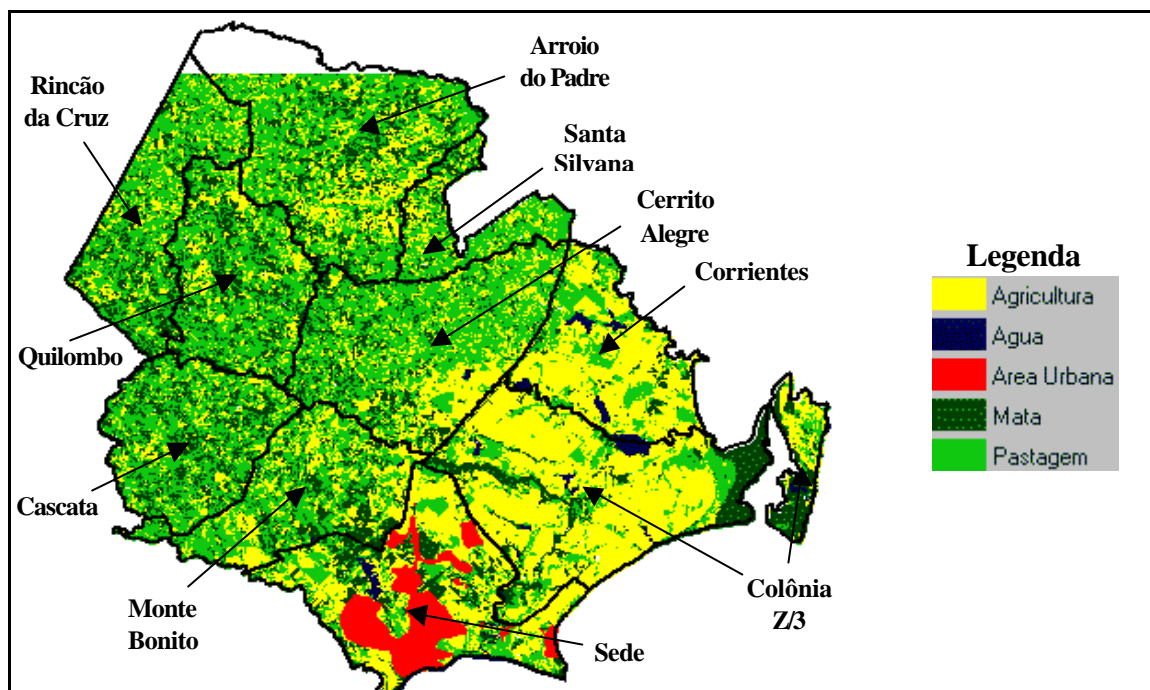 Arroio
do Padre
Rincão
da Cruz
Santa
Silvana
Cerrito
Alegre
Corrientes
Quilombo
Cascata
Monte
Bonito
Sede
Colônia
Z/3
Legenda
Agricultura
Agua
Area Urbana
Mata
Pastagem